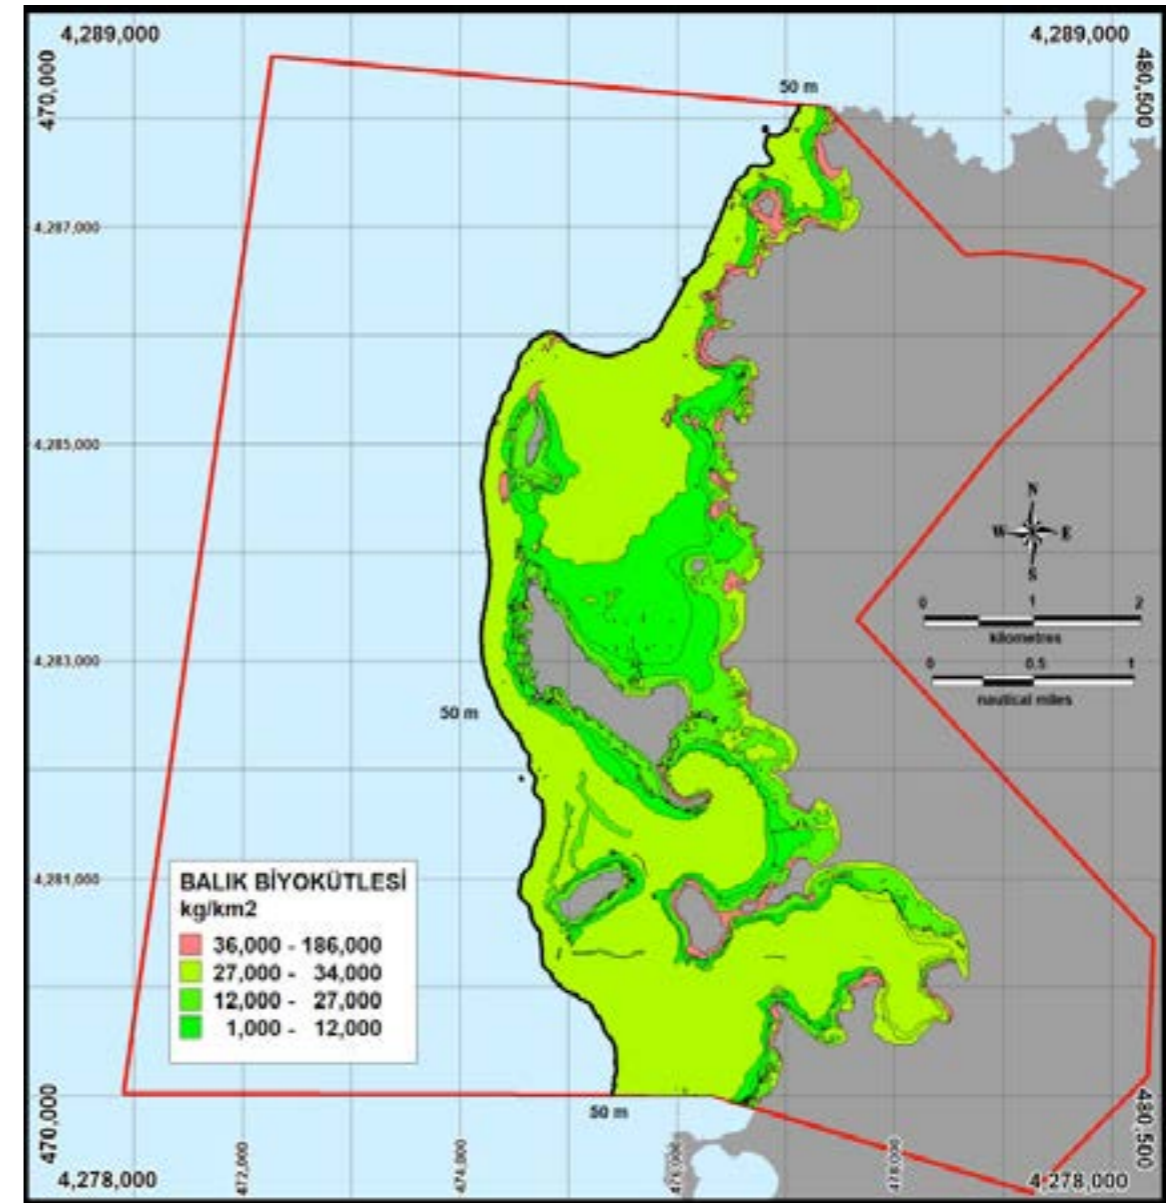 4,289,000
4,289,000
470,000
480,500
50 m
4,287,000
4,285,000
N
W E
S
0 1 2
kilometres
0 0.5 1
nautical miles
4,283,000
50 m
4,281,000
BALIK BİYOKÜTLESİ
kg/km2
36,000 - 186,000
27,000 - 34,000
12,000 - 27,000
1,000 - 12,000
50 m
470,000
472,000
474,000
476,000
478,000
480,500
4,278,000
4,278,000